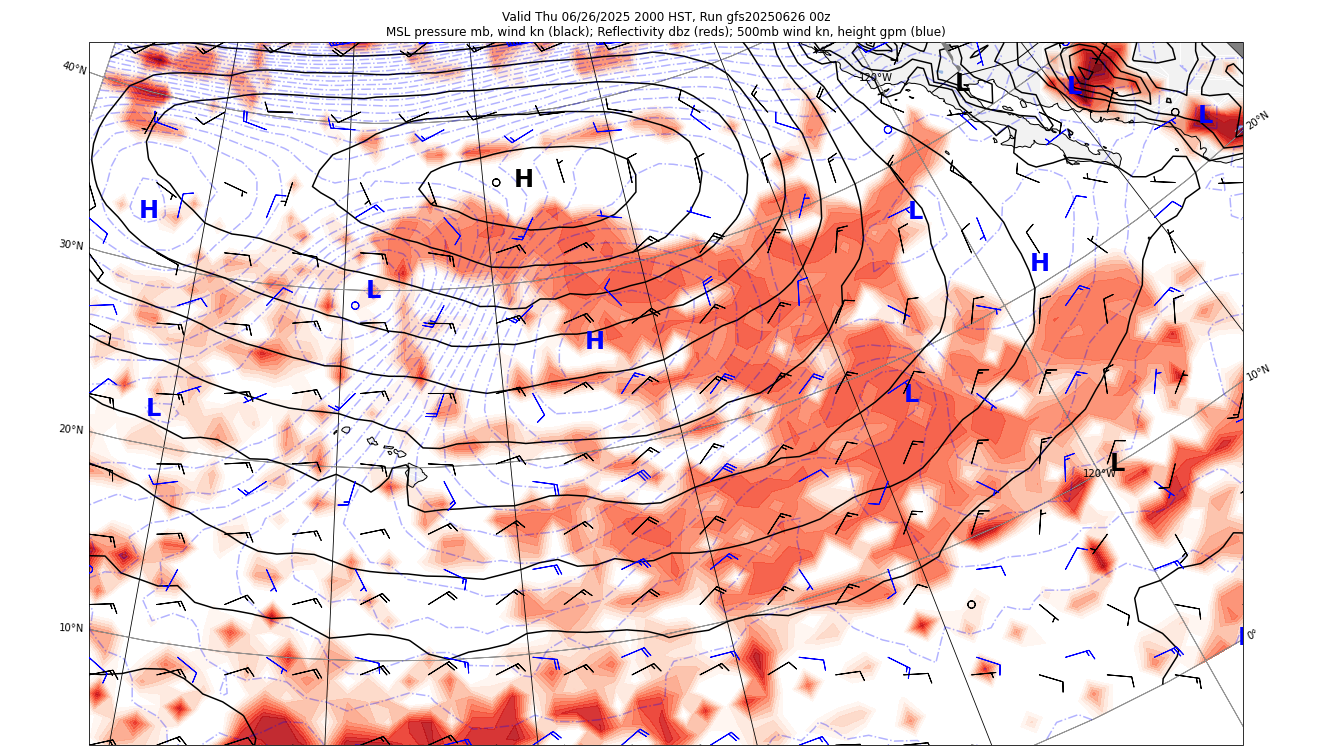 Valid Thu 06/26/2025 2000 HST, Run gfs20250626 00z
MSL pressure mb, wind kn (black); Reflectivity dbz (reds); 500mb wind kn, height gpm (blue)
40°N
120°W
L
L
L
20°N
H
H
L
30°N
H
L
H
10°N
L
L
20°N
L
120°W
10°N
0°